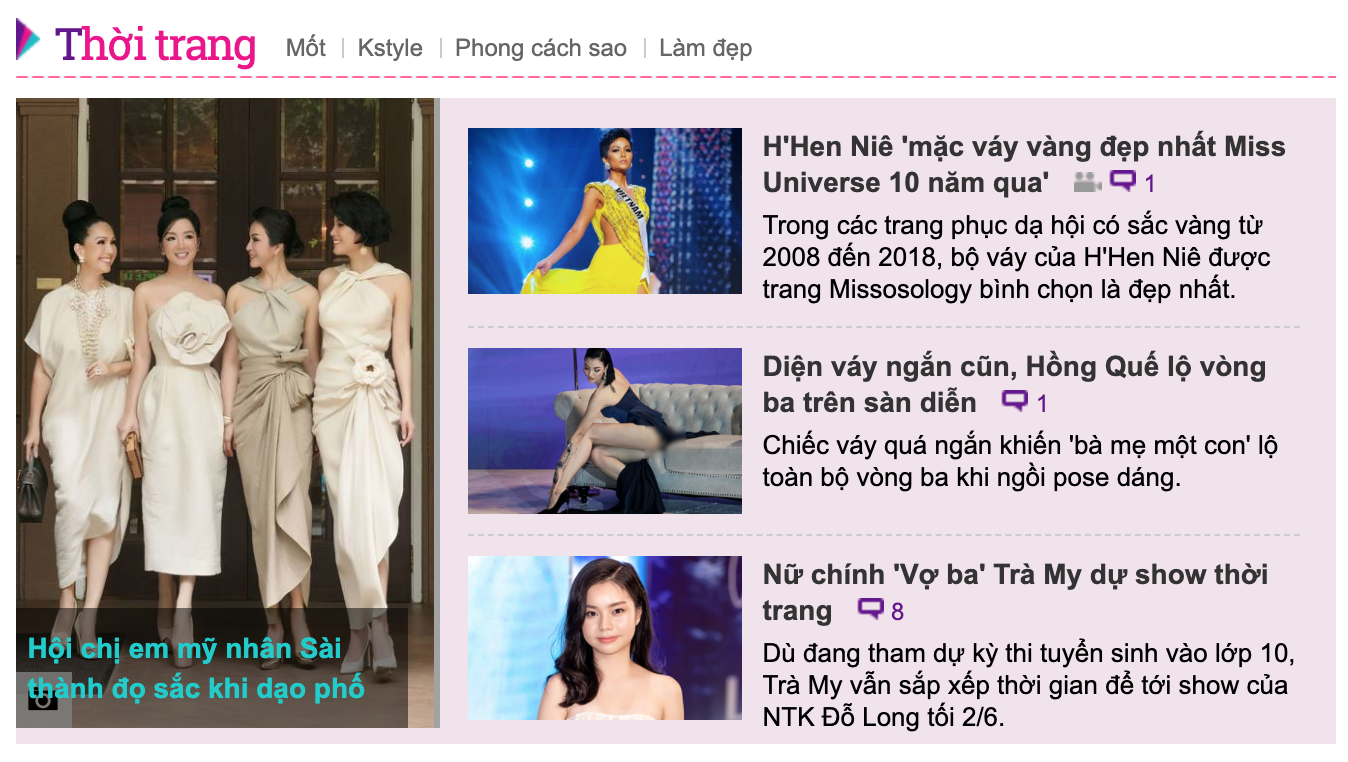 Thời trang
Mốt
Kstyle
Phong cách sao
Làm đẹp
Hội chị em mỹ nhân Sài
thành đọ sắc khi dạo phố
H'Hen Niê 'mặc váy vàng đẹp nhất Miss
Universe 10 năm qua' 1
Trong các trang phục dạ hội có sắc vàng từ
2008 đến 2018, bộ váy của H'Hen Niê được
trang Missosology bình chọn là đẹp nhất.
VIETNAM
Diện váy ngắn cũn, Hồng Quế lộ vòng
ba trên sàn diễn 1
Chiếc váy quá ngắn khiến 'bà mẹ một con' lộ
toàn bộ vòng ba khi ngồi pose dáng.
Nữ chính 'Vợ ba' Trà My dự show thời
trang 8
Dù đang tham dự kỳ thi tuyển sinh vào lớp 10,
Trà My vẫn sắp xếp thời gian để tới show của
NTK Đỗ Long tối 2/6.